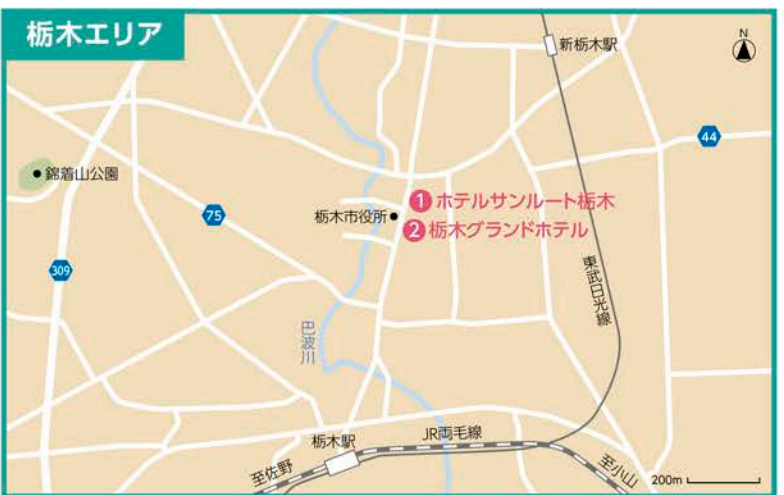 栃木エリア
新栃木駅
N
44
錦着山公園
75
栃木市役所
1 ホテルサンルート栃木
2 栃木グランドホテル
309
東武日光線
巴波川
栃木駅
JR両毛線
至佐野
至小山
200m